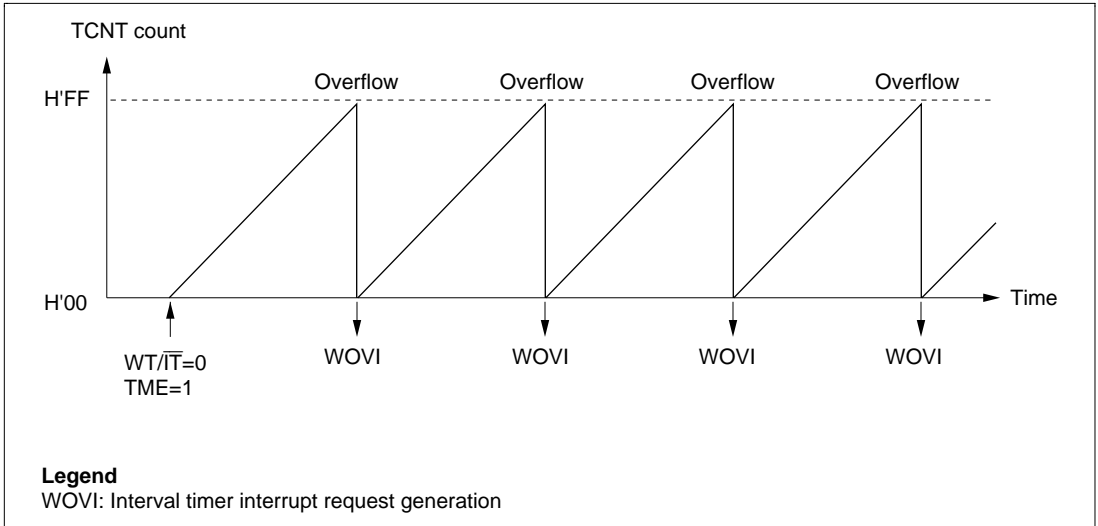 TCNT count
Overflow Overflow Overflow Overflow
H'FF
H'00
Time
WT/I̅T̅=0
TME=1
WOVI WOVI WOVI WOVI
Legend
WOVI: Interval timer interrupt request generation